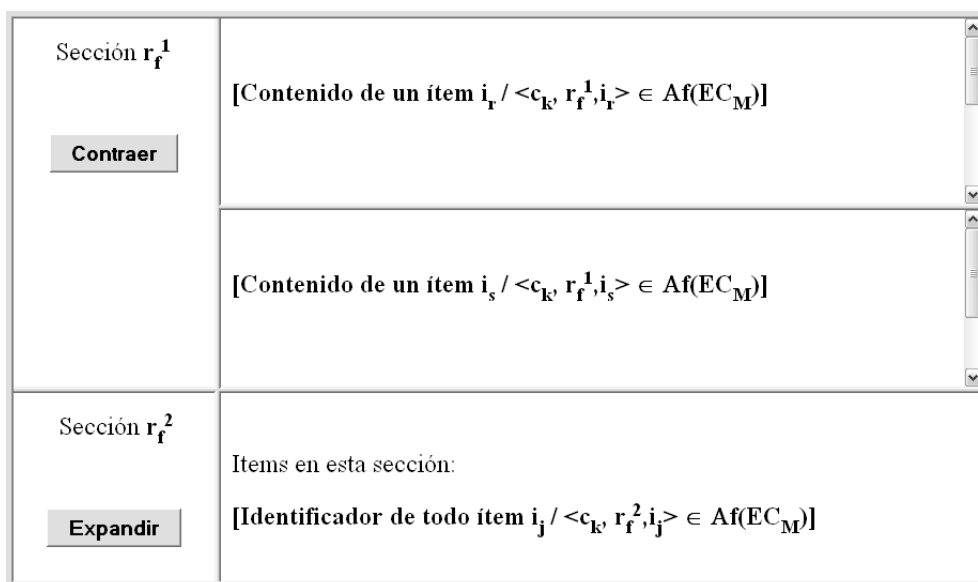 Sección r_f^1
Contraer
[Contenido de un ítem i_r / <c_k, r_f^1,i_r> ∈ Af(EC_M)]
[Contenido de un ítem i_s / <c_k, r_f^1,i_s> ∈ Af(EC_M)]
Sección r_f^2
Expandir
Items en esta sección:
[Identificador de todo ítem i_j / <c_k, r_f^2,i_j> ∈ Af(EC_M)]